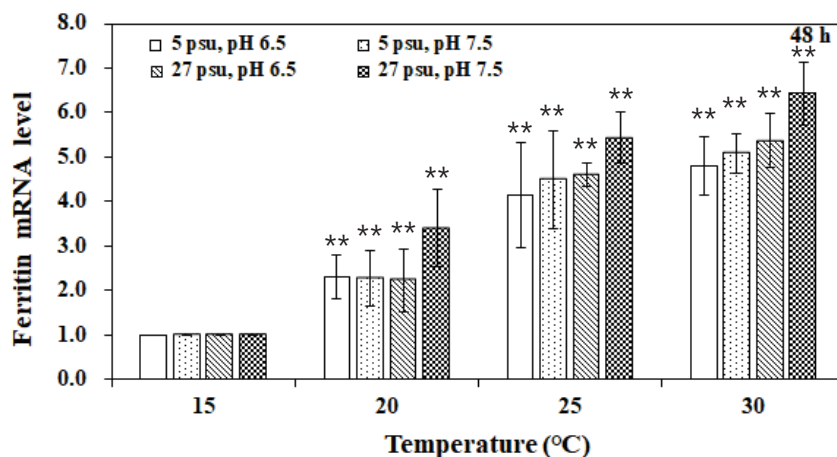 8.0
48 h
5 psu, pH 6.5
5 psu, pH 7.5
27 psu, pH 6.5
27 psu, pH 7.5
7.0
6.0
5.0
4.0
3.0
2.0
1.0
0.0
Ferritin mRNA level
** ** ** **
** ** ** **
** ** ** **
15 20 25 30
Temperature (°C)